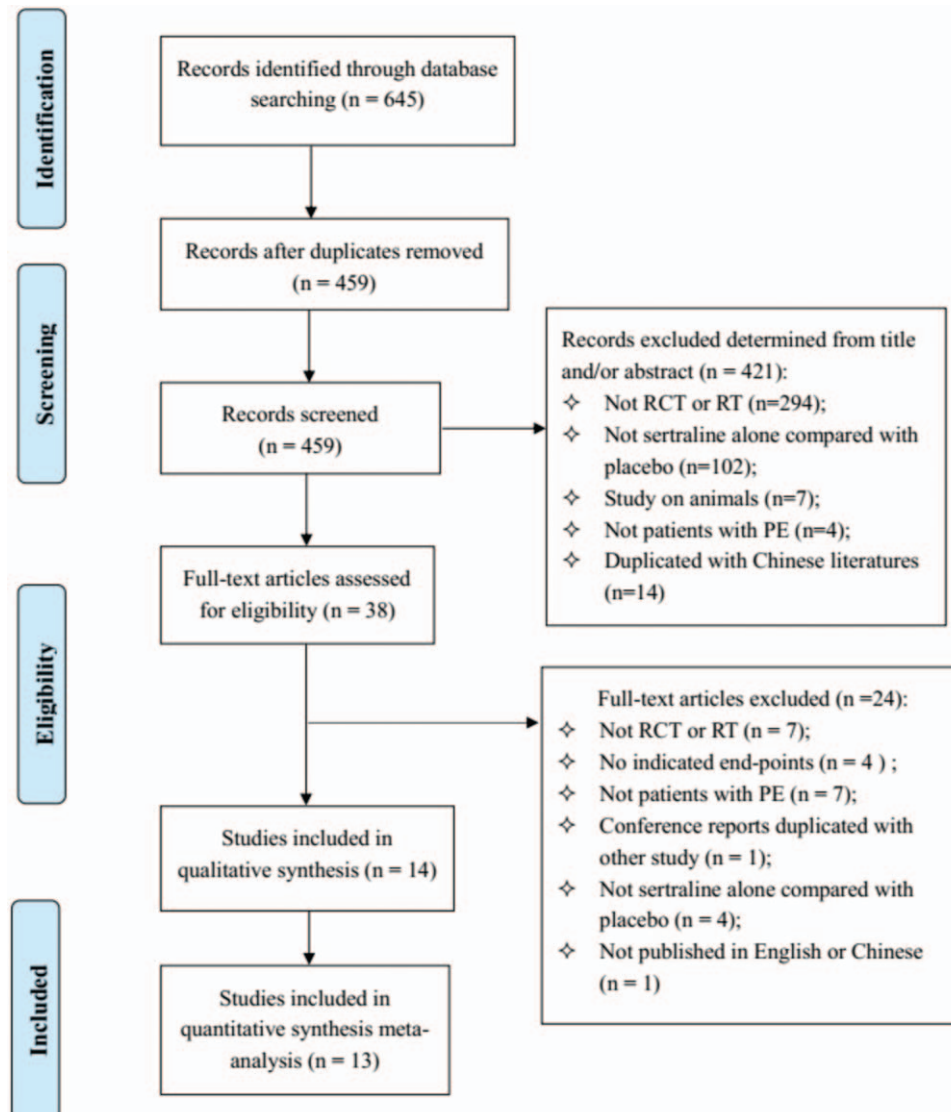 Identification
Records identified through database
searching (n = 645)
Records after duplicates removed
(n = 459)
Screening
Records screened
(n = 459)
Records excluded determined from title
and/or abstract (n = 421):
✧ Not RCT or RT (n=294);
✧ Not sertraline alone compared with
placebo (n=102);
✧ Study on animals (n=7);
✧ Not patients with PE (n=4);
✧ Duplicated with Chinese literatures
(n=14)
Full-text articles assessed
for eligibility (n = 38)
Eligibility
Full-text articles excluded (n =24):
✧ Not RCT or RT (n = 7);
✧ No indicated end-points (n = 4 ) ;
✧ Not patients with PE (n = 7);
✧ Conference reports duplicated with
other study (n = 1);
✧ Not sertraline alone compared with
placebo (n = 4);
✧ Not published in English or Chinese
(n = 1)
Studies included in
qualitative synthesis (n = 14)
Included
Studies included in
quantitative synthesis meta-
analysis (n = 13)